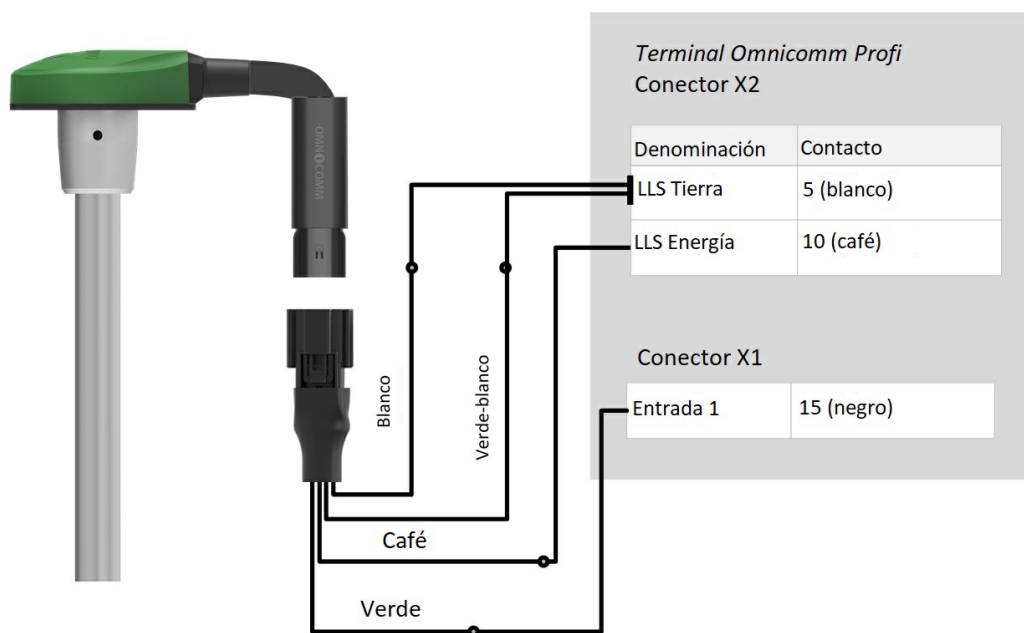 Terminal Omnicomm Profi
Conector X2
Denominación Contacto
LLS Tierra 5 (blanco)
LLS Energía 10 (café)
Conector X1
Entrada 1 15 (negro)
OMNICOMM
Blanco
Verde-blanco
Café
Verde